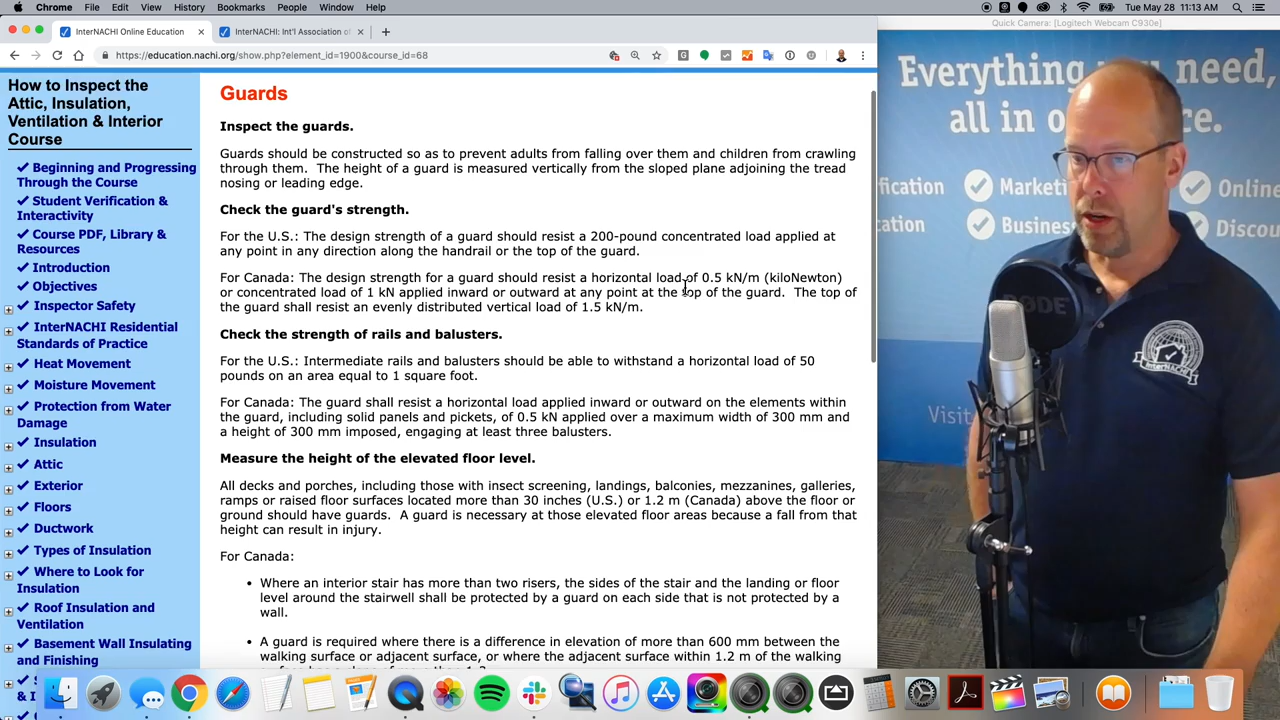 Chrome File Edit View History Bookmarks People Window Help
Tue May 28 11:13 AM
Quick Camera: [Logitech Webcam C930e]
InterNACHI Online Education
InterNACHI: Int'l Association of
https://education.nachi.org/show.php?element_id=1900&course_id=68
How to Inspect the
Attic, Insulation,
Ventilation & Interior
Course
Beginning and Progressing
Through the Course
Student Verification &
Interactivity
Course PDF, Library &
Resources
Introduction
Objectives
Inspector Safety
InterNACHI Residential
Standards of Practice
Heat Movement
Moisture Movement
Protection from Water
Damage
Insulation
Attic
Exterior
Floors
Ductwork
Types of Insulation
Where to Look for
Insulation
Roof Insulation and
Ventilation
Basement Wall Insulating
and Finishing
Guards
Inspect the guards.
Guards should be constructed so as to prevent adults from falling over them and children from crawling
through them. The height of a guard is measured vertically from the sloped plane adjoining the tread
nosing or leading edge.
Check the guard's strength.
For the U.S.: The design strength of a guard should resist a 200-pound concentrated load applied at
any point in any direction along the handrail or the top of the guard.
For Canada: The design strength for a guard should resist a horizontal load of 0.5 kN/m (kiloNewton)
or concentrated load of 1 kN applied inward or outward at any point at the top of the guard. The top of
the guard shall resist an evenly distributed vertical load of 1.5 kN/m.
Check the strength of rails and balusters.
For the U.S.: Intermediate rails and balusters should be able to withstand a horizontal load of 50
pounds on an area equal to 1 square foot.
For Canada: The guard shall resist a horizontal load applied inward or outward on the elements within
the guard, including solid panels and pickets, of 0.5 kN applied over a maximum width of 300 mm and
a height of 300 mm imposed, engaging at least three balusters.
Measure the height of the elevated floor level.
All decks and porches, including those with insect screening, landings, balconies, mezzanines, galleries,
ramps or raised floor surfaces located more than 30 inches (U.S.) or 1.2 m (Canada) above the floor or
ground should have guards. A guard is necessary at those elevated floor areas because a fall from that
height can result in injury.
For Canada:
• Where an interior stair has more than two risers, the sides of the stair and the landing or floor
level around the stairwell shall be protected by a guard on each side that is not protected by a
wall.
• A guard is required where there is a difference in elevation of more than 600 mm between the
walking surface or adjacent surface, or where the adjacent surface within 1.2 m of the walking
Everything you need,
all in o ce.
fication Marketi Online
cation Business Discou
Visit
RØDE
InterNACHI